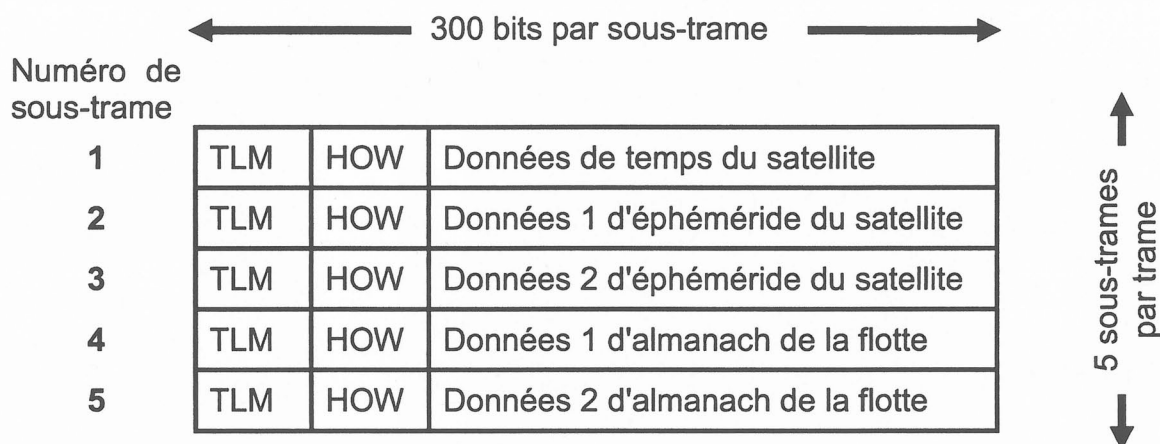 300 bits par sous-trame
Numéro de
sous-trame
1 TLM HOW Données de temps du satellite
2 TLM HOW Données 1 d'éphéméride du satellite
3 TLM HOW Données 2 d'éphéméride du satellite
4 TLM HOW Données 1 d'almanach de la flotte
5 TLM HOW Données 2 d'almanach de la flotte
5 sous-trames
par trame